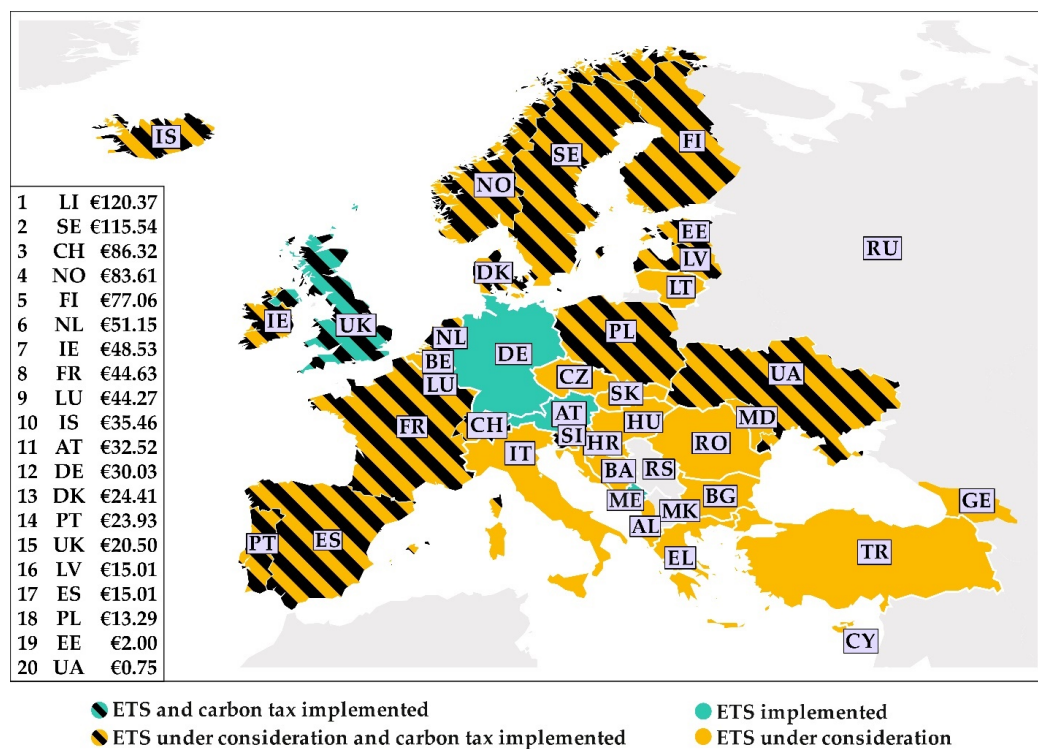 IS
FI
SE
NO
EE
RU
LV
DK
LT
IE
UK
NL
PL
DE
BE
CZ
UA
LU
SK
AT
MD
FR
CH
HU
SI
HR
RO
IT
BA
RS
ME
BG
GE
MK
AL
PT
ES
EL
TR
CY
1 LI €120.37
2 SE €115.54
3 CH €86.32
4 NO €83.61
5 FI €77.06
6 NL €51.15
7 IE €48.53
8 FR €44.63
9 LU €44.27
10 IS €35.46
11 AT €32.52
12 DE €30.03
13 DK €24.41
14 PT €23.93
15 UK €20.50
16 LV €15.01
17 ES €15.01
18 PL €13.29
19 EE €2.00
20 UA €0.75
ETS and carbon tax implemented
ETS implemented
ETS under consideration and carbon tax implemented
ETS under consideration